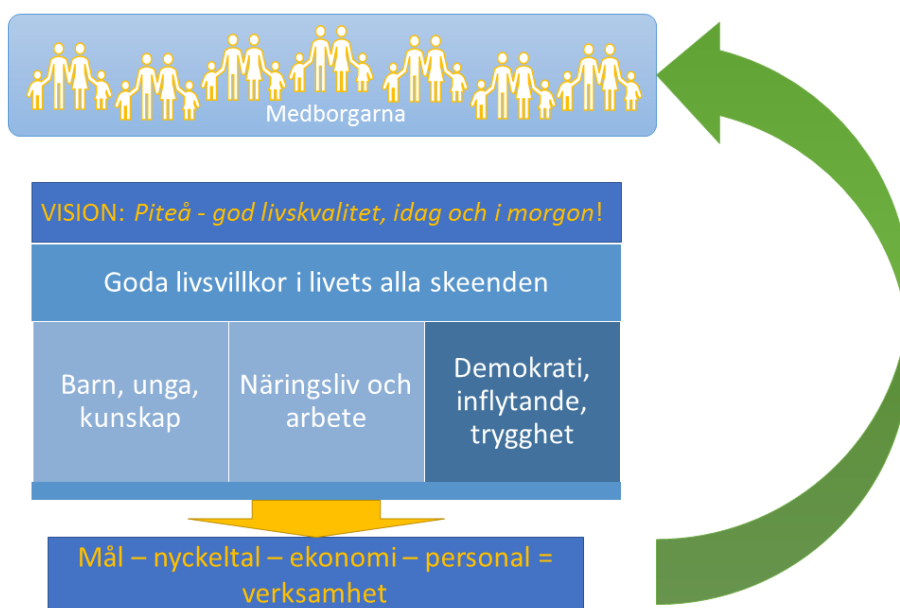 Medborgarna
VISION: Piteå - god livskvalitet, idag och i morgon!
Goda livsvillkor i livets alla skeenden
Barn, unga,
kunskap
Näringsliv och
arbete
Demokrati,
inflytande,
trygghet
Mål – nyckeltal – ekonomi – personal =
verksamhet